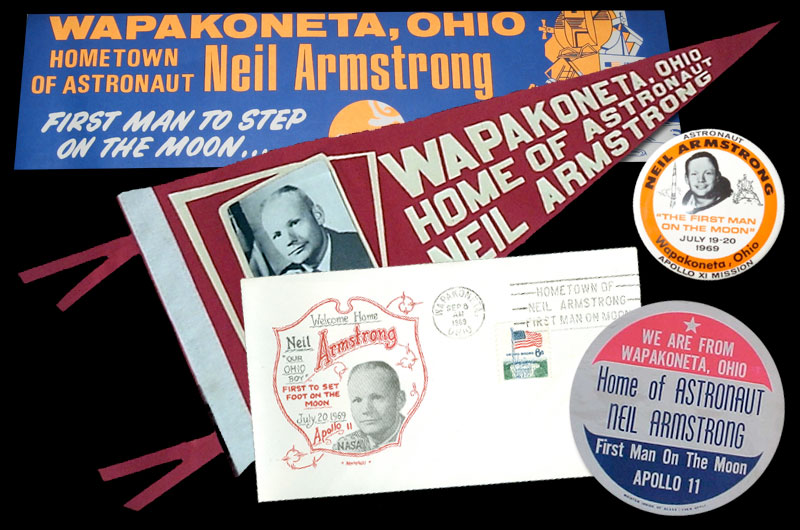 WAPAKONETA, OHIO
HOMETOWN
OF ASTRONAUT Neil Armstrong
FIRST MAN TO STEP
ON THE MOON...
WAPAKONETA, OHIO
HOME OF ASTRONAUT
NEIL ARMSTRONG
ASTRONAUT
NEIL ARMSTRONG
"THE FIRST MAN
ON THE MOON"
JULY 19-20
1969
Wapakoneta, Ohio
APOLLO XI MISSION
Welcome Home
Neil
Armstrong
"OUR
OHIO
BOY"
FIRST TO SET
FOOT ON THE
MOON
July 20 1969
Apollo 11
NASA
1969
HOMETOWN OF
NEIL ARMSTRONG
FIRST MAN ON MOON
6c
WE ARE FROM
WAPAKONETA, OHIO
Home of ASTRONAUT
NEIL ARMSTRONG
First Man On The Moon
APOLLO 11